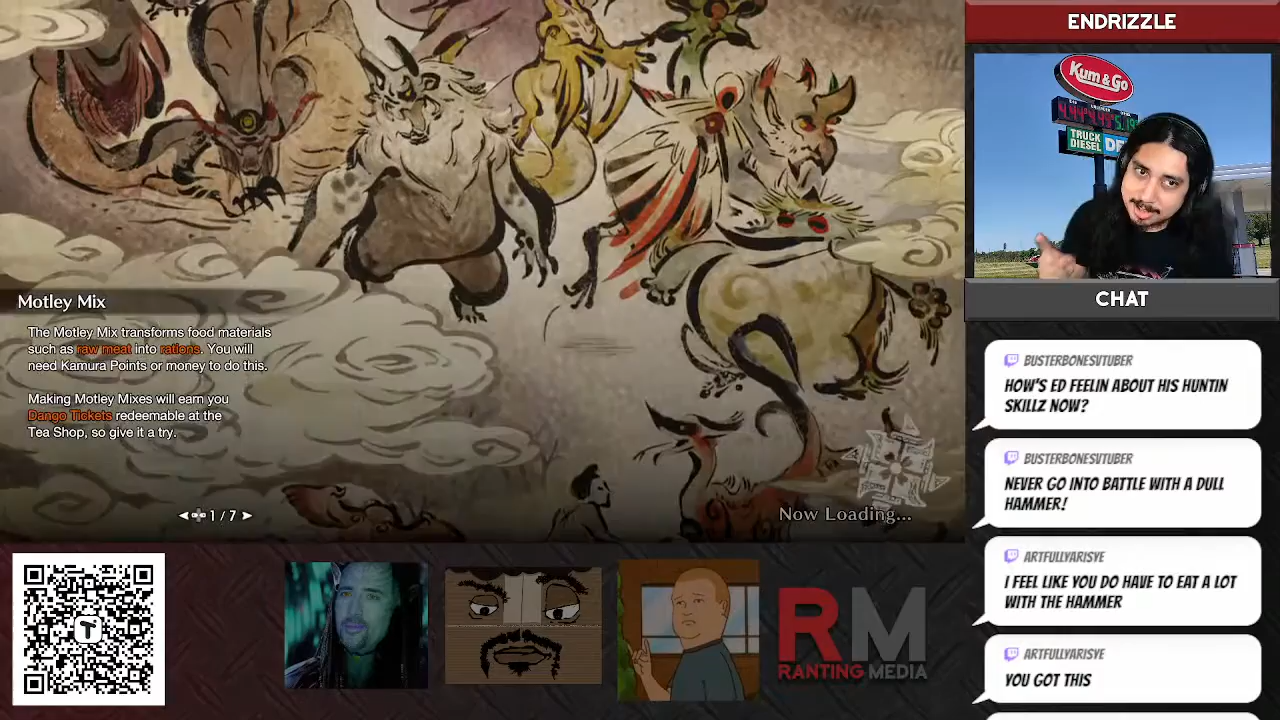 ENDRIZZLE
Kum & Go
TRUCK
DIESEL
Motley Mix
The Motley Mix transforms food materials
such as raw meat into rations. You will
need Kamura Points or money to do this.
Making Motley Mixes will earn you
Dango Tickets redeemable at the
Tea Shop, so give it a try.
1 / 7
Now Loading...
CHAT
BUSTERBONESVTUBER
HOW'S ED FEELIN ABOUT HIS HUNTIN
SKILLZ NOW?
BUSTERBONESVTUBER
NEVER GO INTO BATTLE WITH A DULL
HAMMER!
ARTFULLYARISYE
I FEEL LIKE YOU DO HAVE TO EAT A LOT
WITH THE HAMMER
ARTFULLYARISYE
YOU GOT THIS
T
RM
RANTING MEDIA